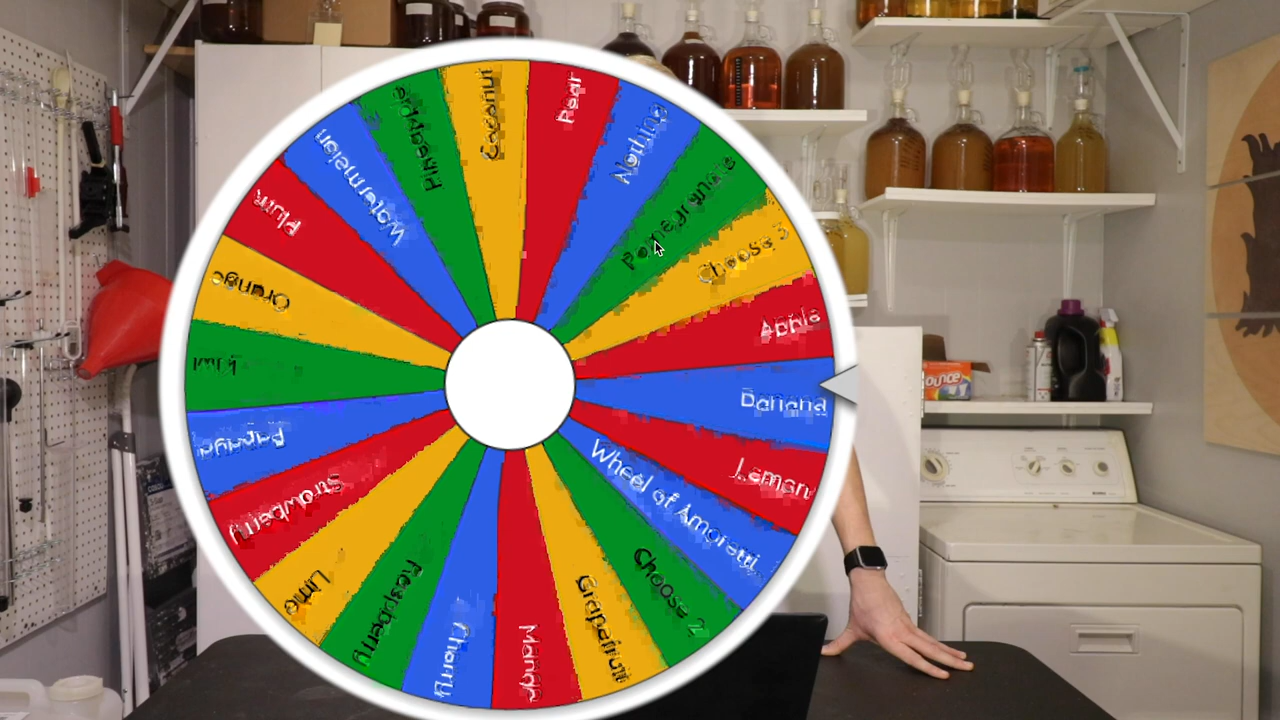 Coconut
Pear
Nothing
Pomegranate
Choose 3
Apple
Banana
Lemon
Wheel of Amoretti
Choose 2
Grapefruit
Mango
Cherry
Raspberry
Lime
Strawberry
Papaya
Kiwi
Orange
Plum
Watermelon
Pineapple
ounce